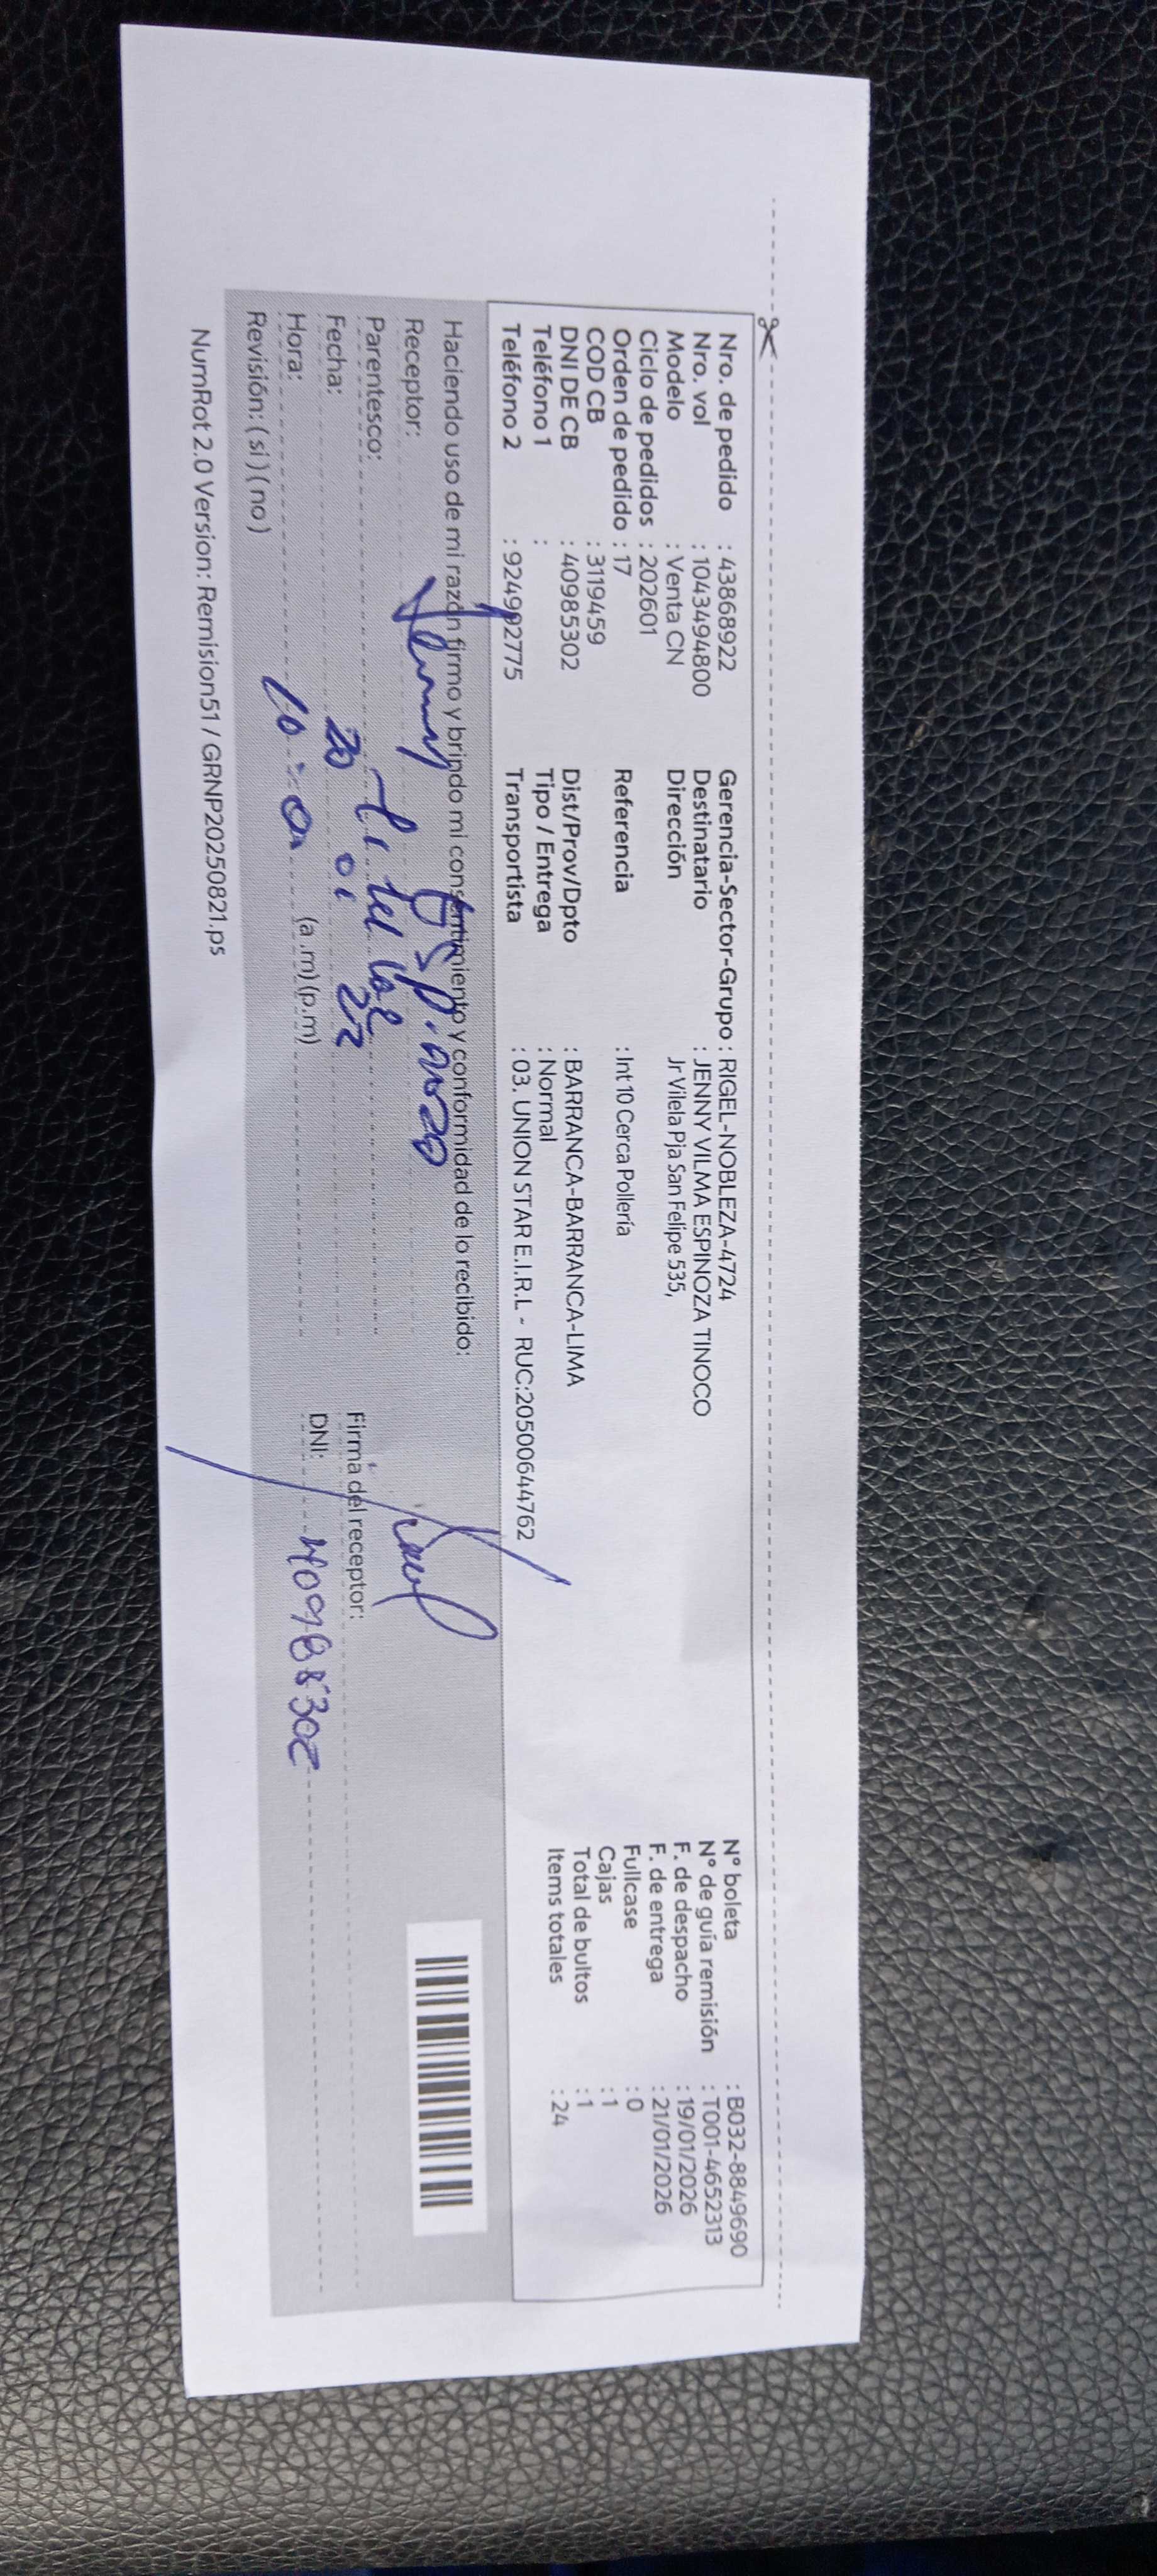 Nro. de pedido : 43868922
Nro. vol : 1043494800
Modelo : Venta CN
Ciclo de pedidos : 202601
Orden de pedido : 17
COD CB : 3119459
DNI DE CB : 40985302
Teléfono 1 :
Teléfono 2 : 924992775
Gerencia-Sector-Grupo : RIGEL-NOBLEZA-4724
Destinatario : JENNY VILMA ESPINOZA TINOCO
Dirección Jr Vilela Pja San Felipe 535,
Referencia : Int 10 Cerca Pollería
Dist/Prov/Dpto : BARRANCA-BARRANCA-LIMA
Tipo / Entrega : Normal
Transportista : 03. UNION STAR E.I.R.L - RUC:20500644762
N° boleta : B032-8849690
N° de guía remisión : T001-4652313
F. de despacho : 19/01/2026
F. de entrega : 21/01/2026
Fullcase : 0
Cajas : 1
Total de bultos : 1
Items totales : 24
Haciendo uso de mi razón firmo y brindo mi consentimiento y conformidad de lo recibido:
Receptor: Jenny Espinoza
Parentesco: Titular
Fecha: 20 01
Hora: 10 : (a.m) (p.m)
Revisión: ( si ) ( no )
Firma del receptor:
DNI: 40985302
NumRot 2.0 Version: Remision51 / GRNP20250821.ps